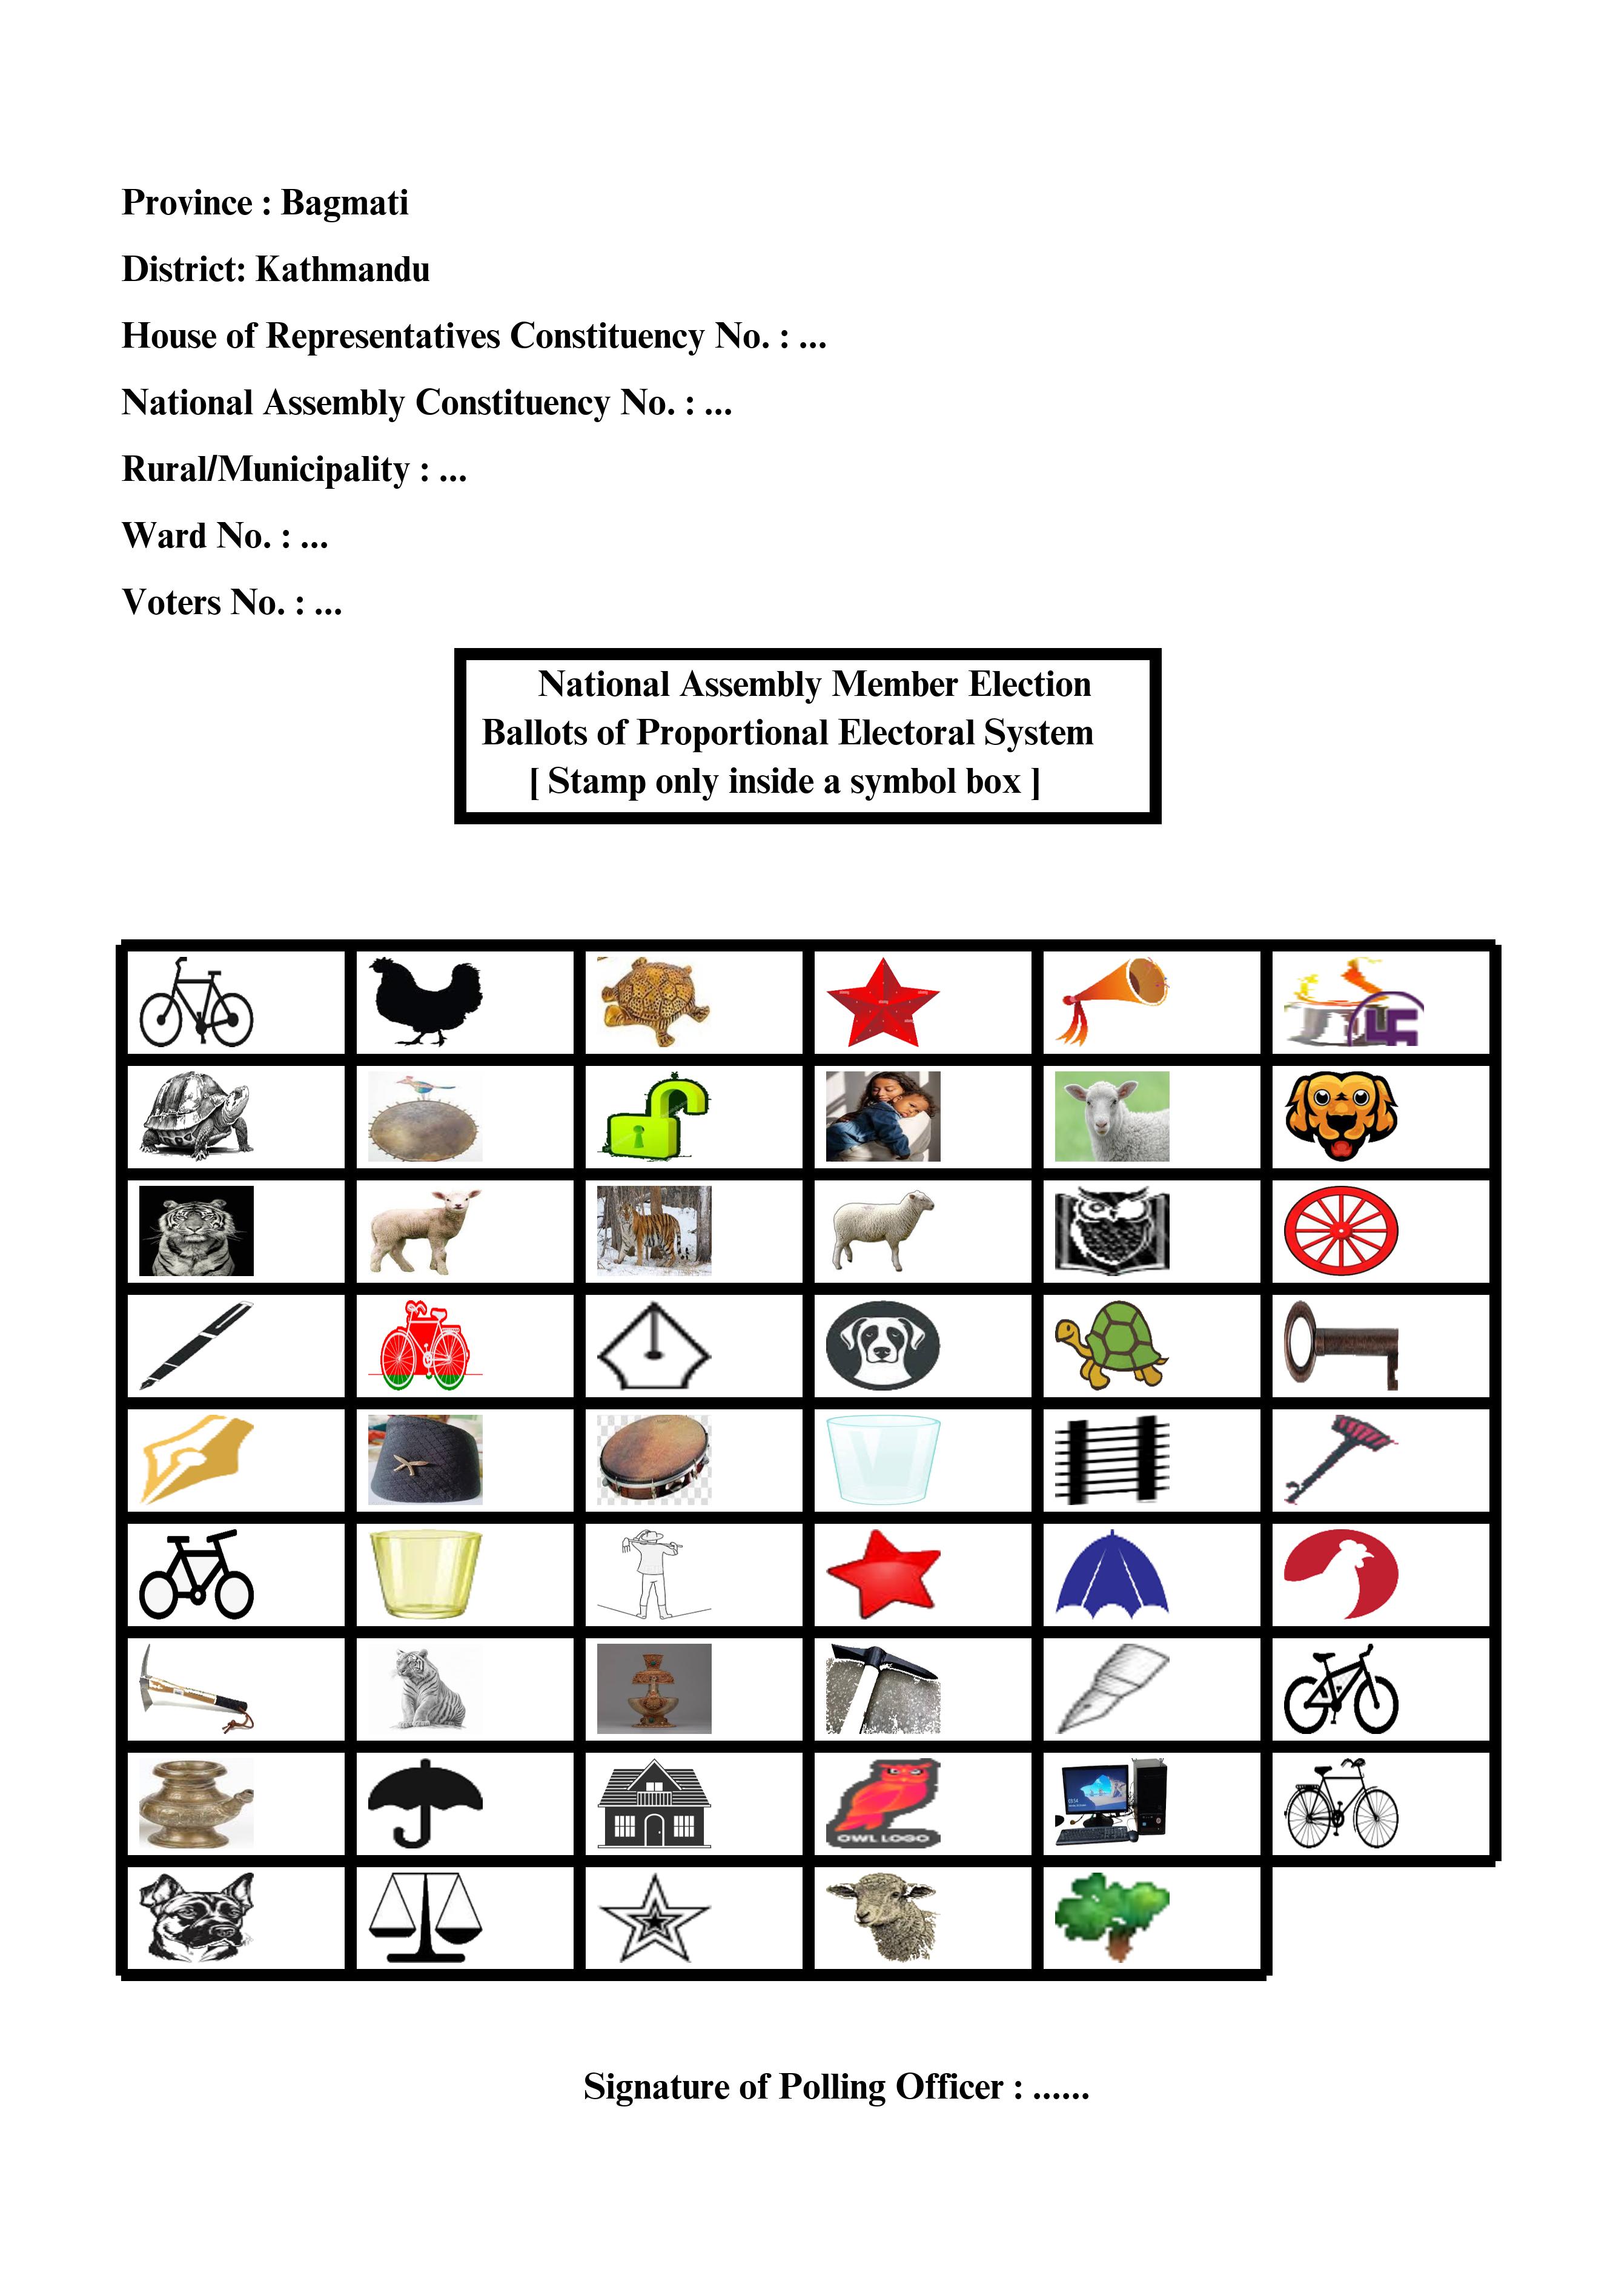 Province : Bagmati
District: Kathmandu
House of Representatives Constituency No. : ...
National Assembly Constituency No. : ...
Rural/Municipality : ...
Ward No. : ...
Voters No. : ...
National Assembly Member Election
Ballots of Proportional Electoral System
[ Stamp only inside a symbol box ]
OWL LOGO
Signature of Polling Officer : ......